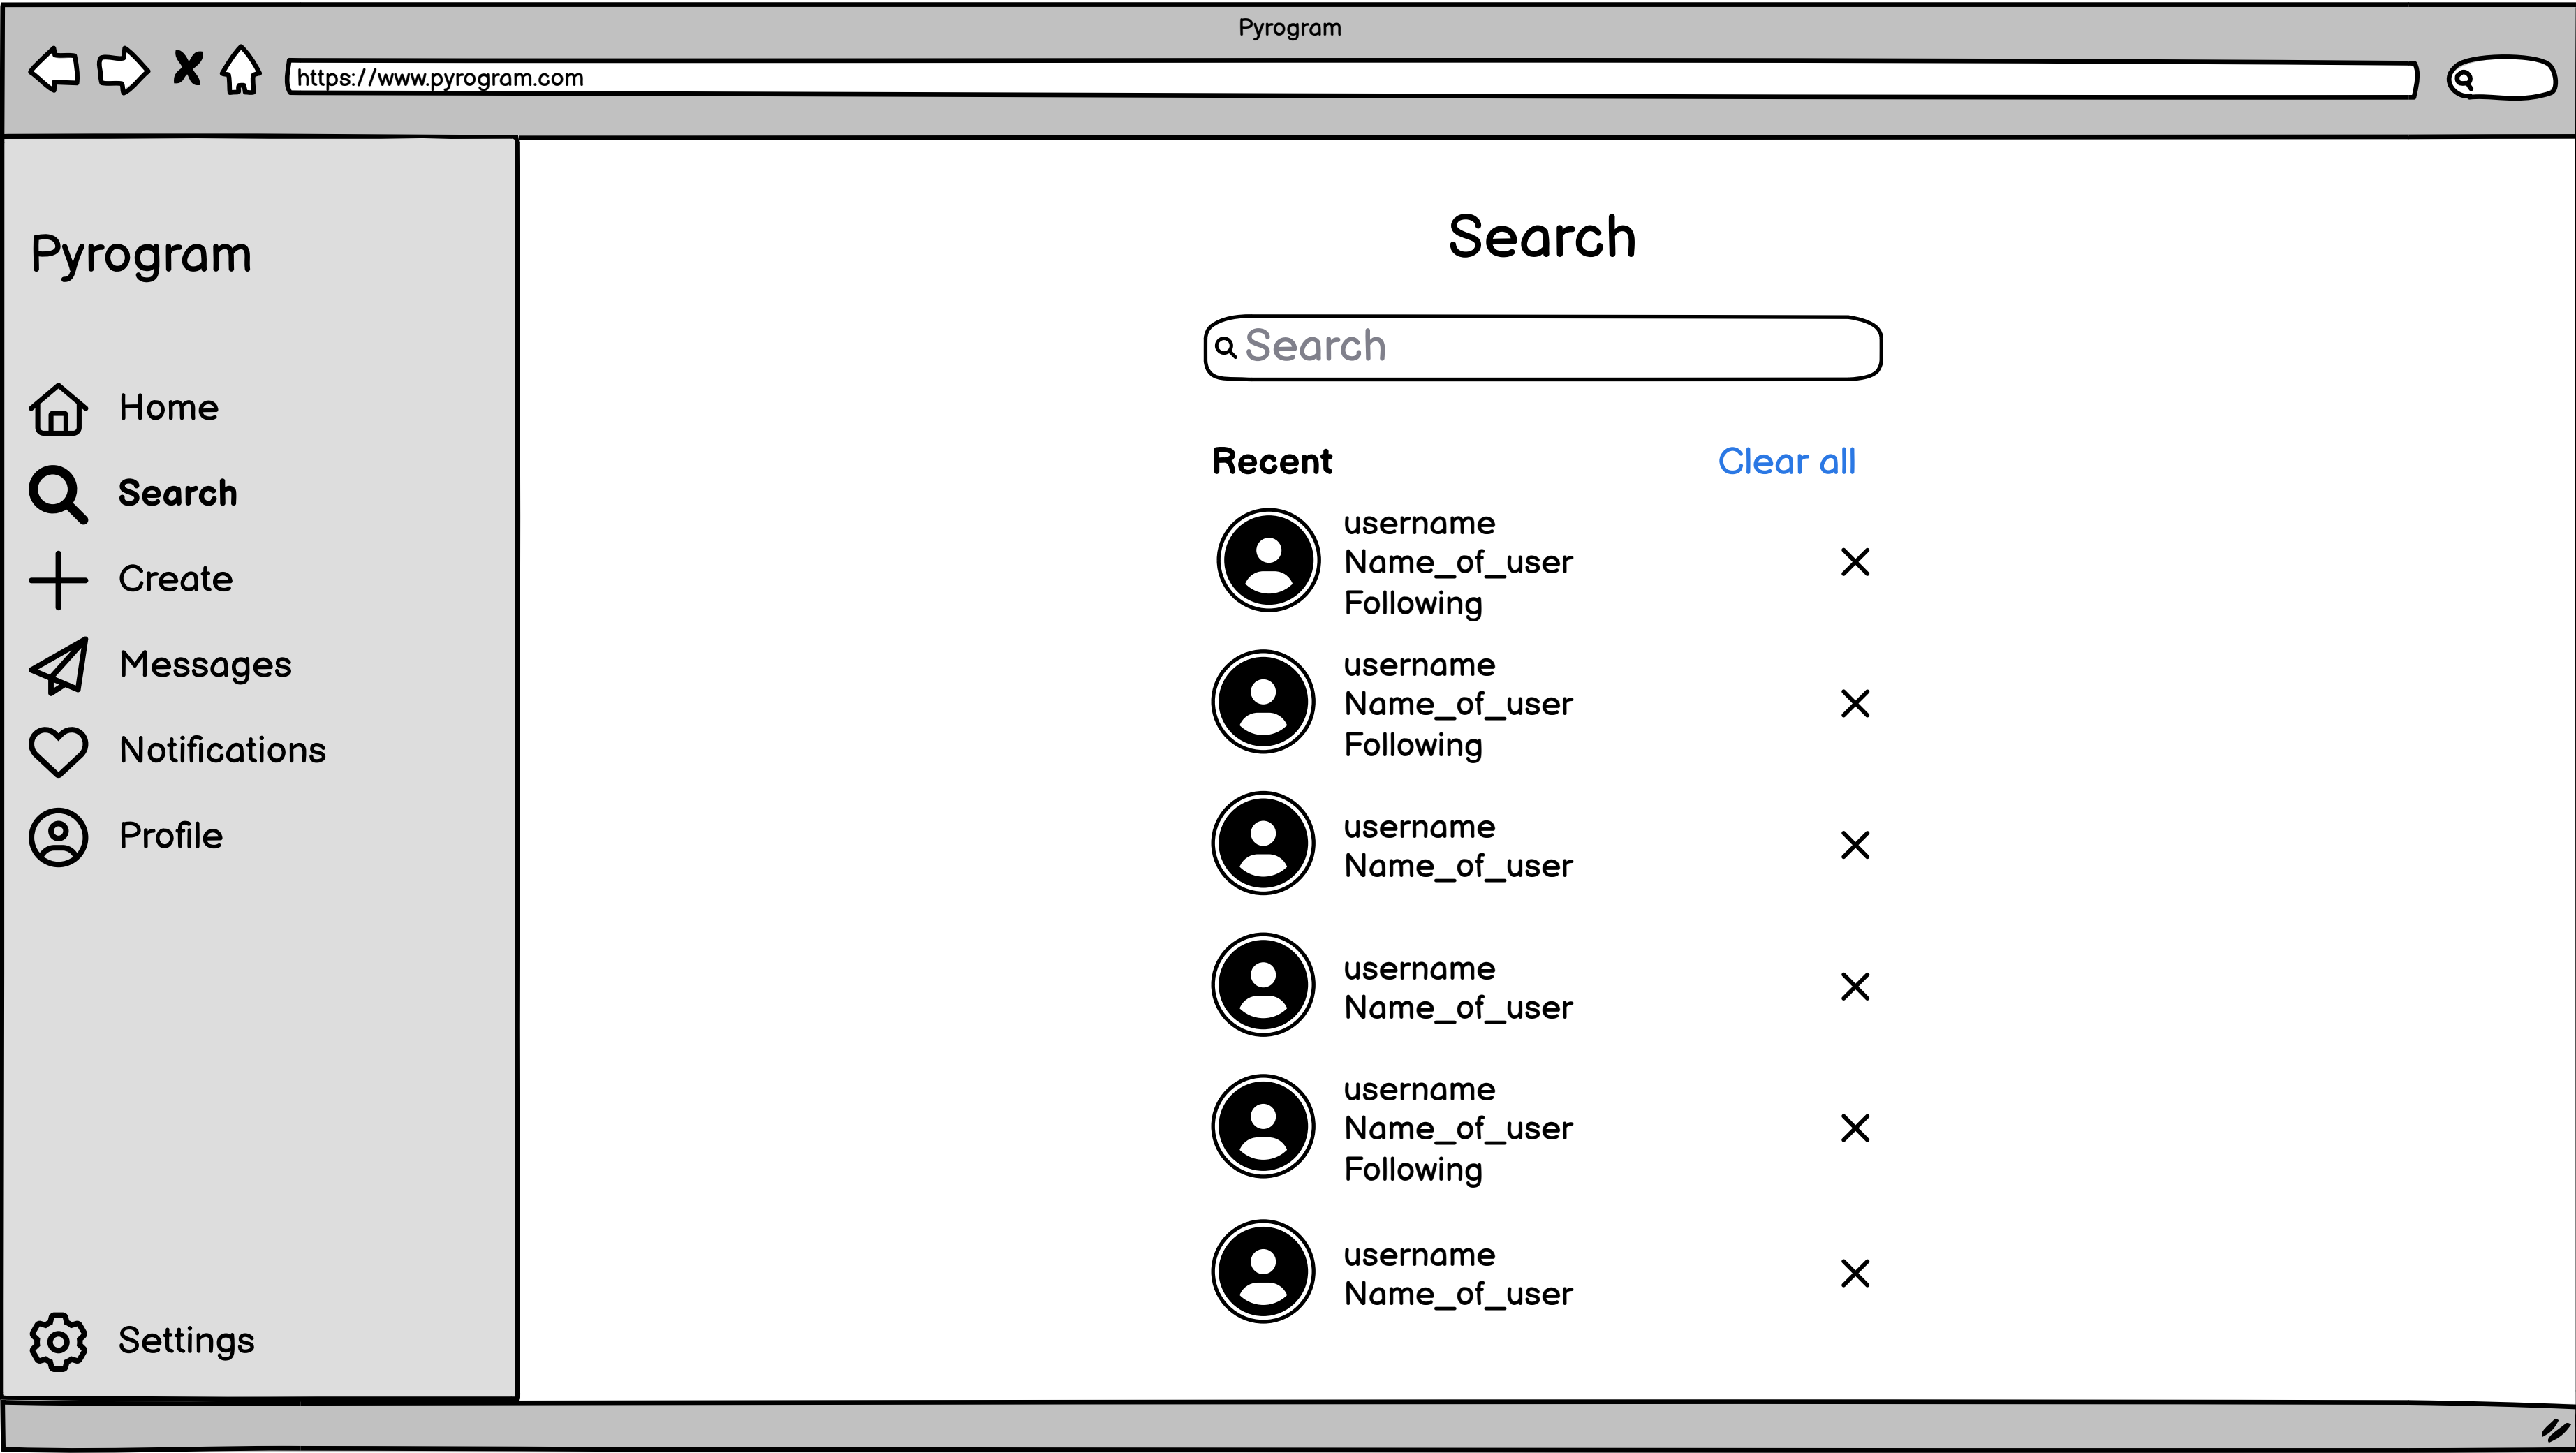 Pyrogram
https://www.pyrogram.com
Pyrogram
Home
Search
Create
Messages
Notifications
Profile
Settings
Search
Search
Recent
Clear all
username
Name_of_user
Following
username
Name_of_user
Following
username
Name_of_user
username
Name_of_user
username
Name_of_user
Following
username
Name_of_user